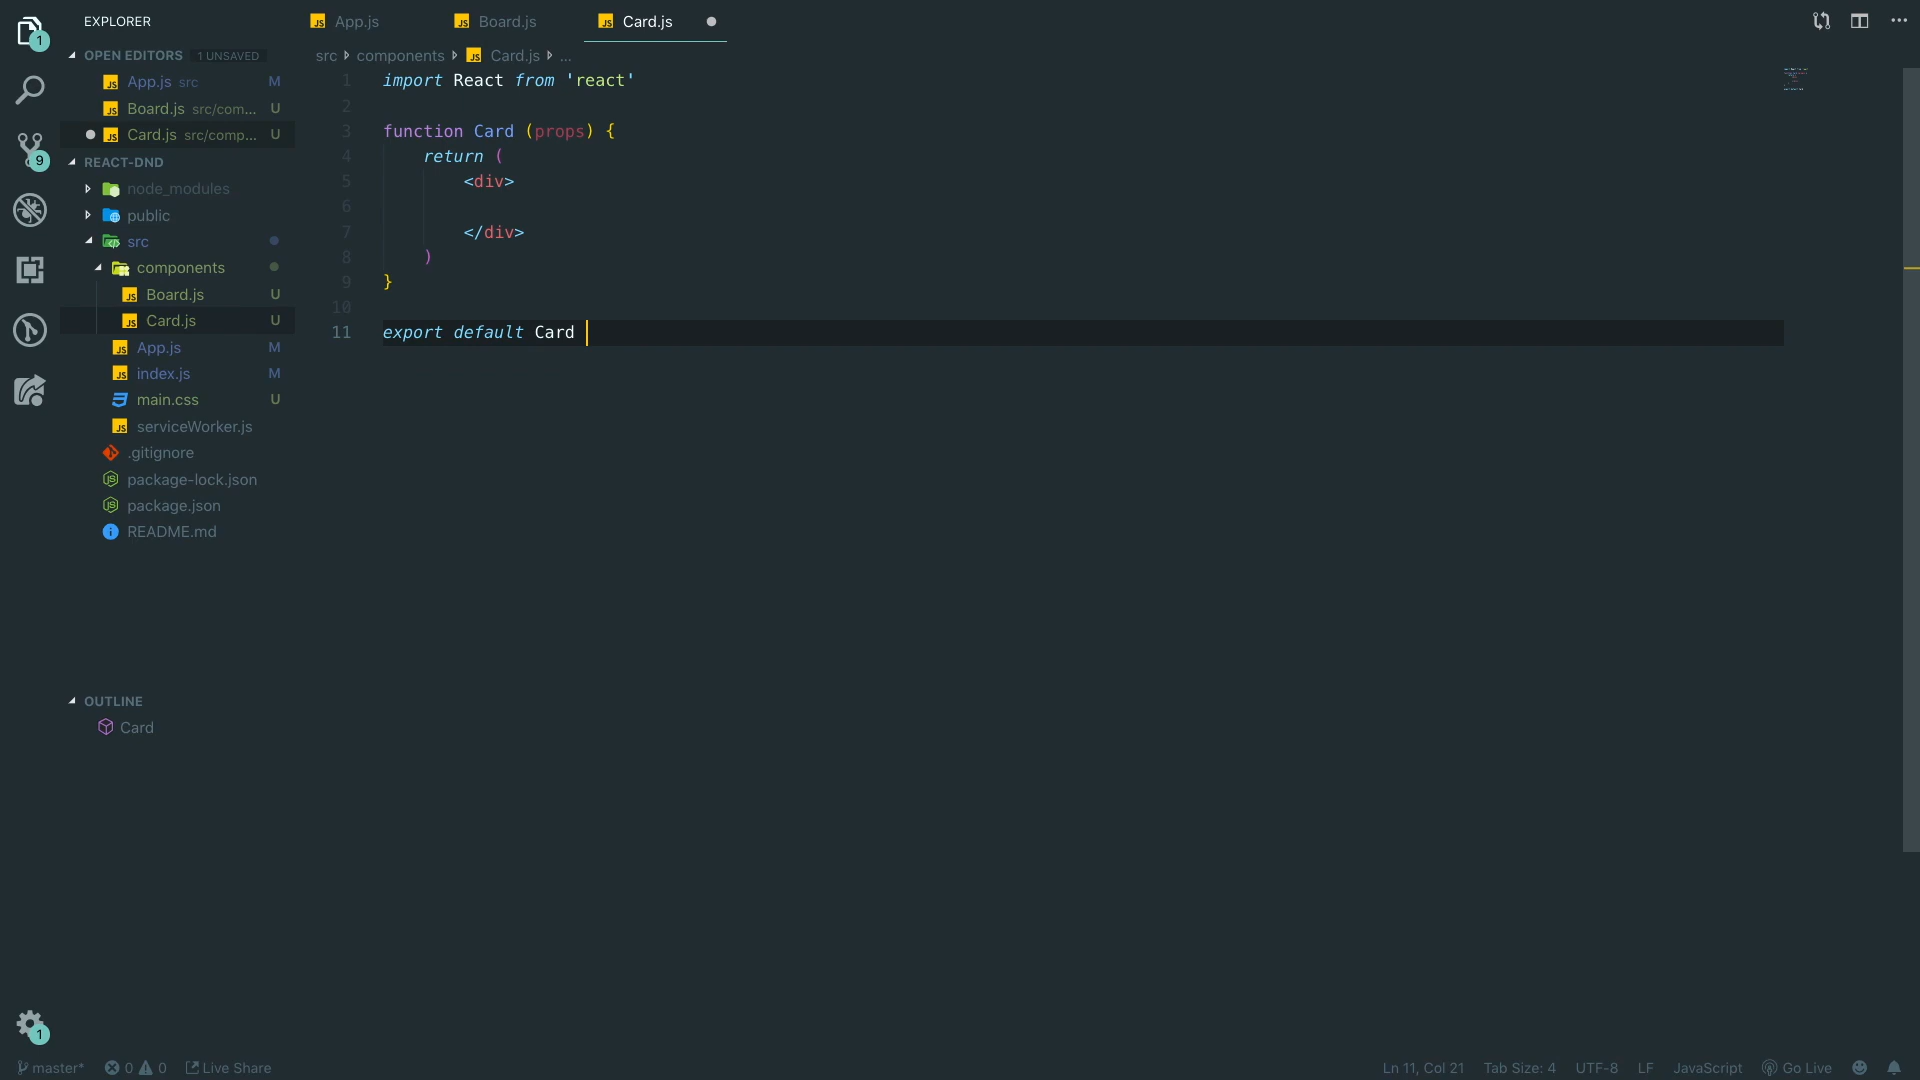 EXPLORER
App.js
Board.js
Card.js
OPEN EDITORS 1 UNSAVED
src components Card.js ...
App.js src M
Board.js src/com... U
Card.js src/comp... U
REACT-DND
node_modules
public
src
components
Board.js U
Card.js U
App.js M
index.js M
main.css U
serviceWorker.js
.gitignore
package-lock.json
package.json
README.md
OUTLINE
Card
1 import React from 'react'
2
3 function Card (props) {
4 return (
5 <div>
6
7 </div>
8 )
9 }
10
11 export default Card
1
9
1
master* 0 0 Live Share
Ln 11, Col 21 Tab Size: 4 UTF-8 LF JavaScript Go Live